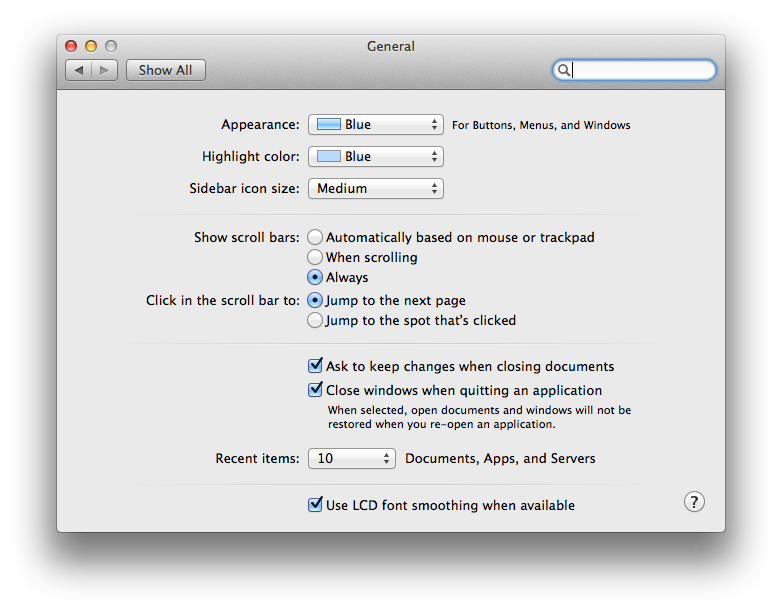 General
Show All
Appearance: Blue For Buttons, Menus, and Windows
Highlight color: Blue
Sidebar icon size: Medium
Show scroll bars: Automatically based on mouse or trackpad
When scrolling
Always
Click in the scroll bar to: Jump to the next page
Jump to the spot that's clicked
Ask to keep changes when closing documents
Close windows when quitting an application
When selected, open documents and windows will not be
restored when you re-open an application.
Recent items: 10 Documents, Apps, and Servers
Use LCD font smoothing when available ?